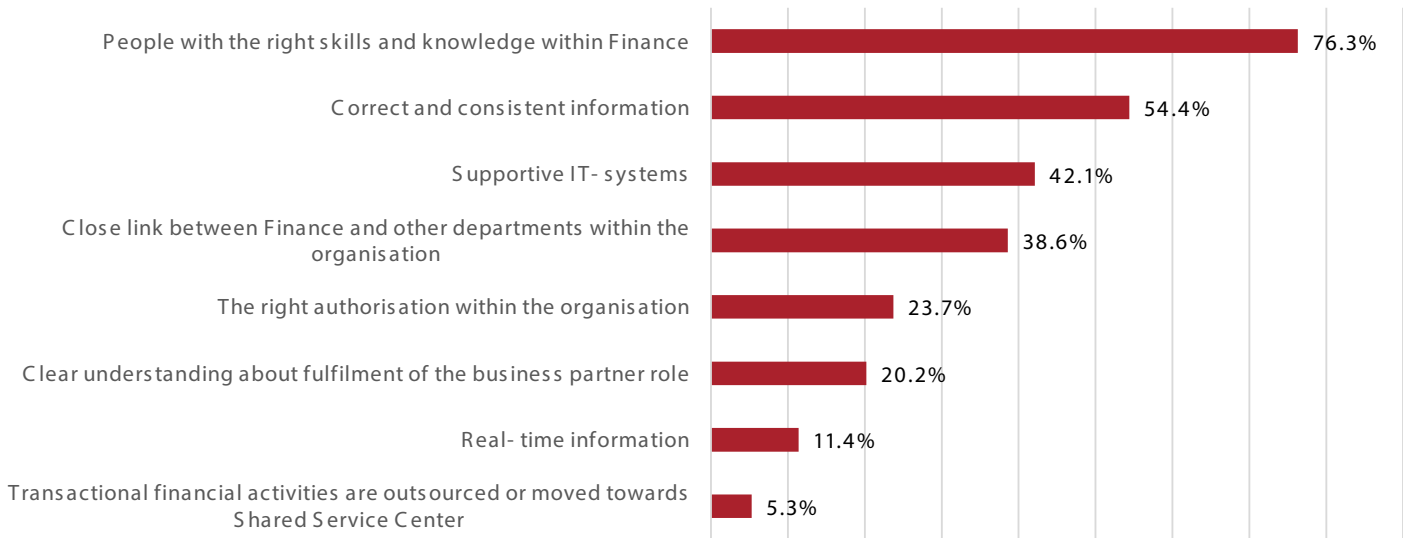 People with the right skills and knowledge within Finance
76.3%
Correct and consistent information
54.4%
Supportive IT- systems
42.1%
Close link between Finance and other departments within the
organisation
38.6%
The right authorisation within the organisation
23.7%
Clear understanding about fulfilment of the business partner role
20.2%
Real- time information
11.4%
Transactional financial activities are outsourced or moved towards
Shared Service Center
5.3%